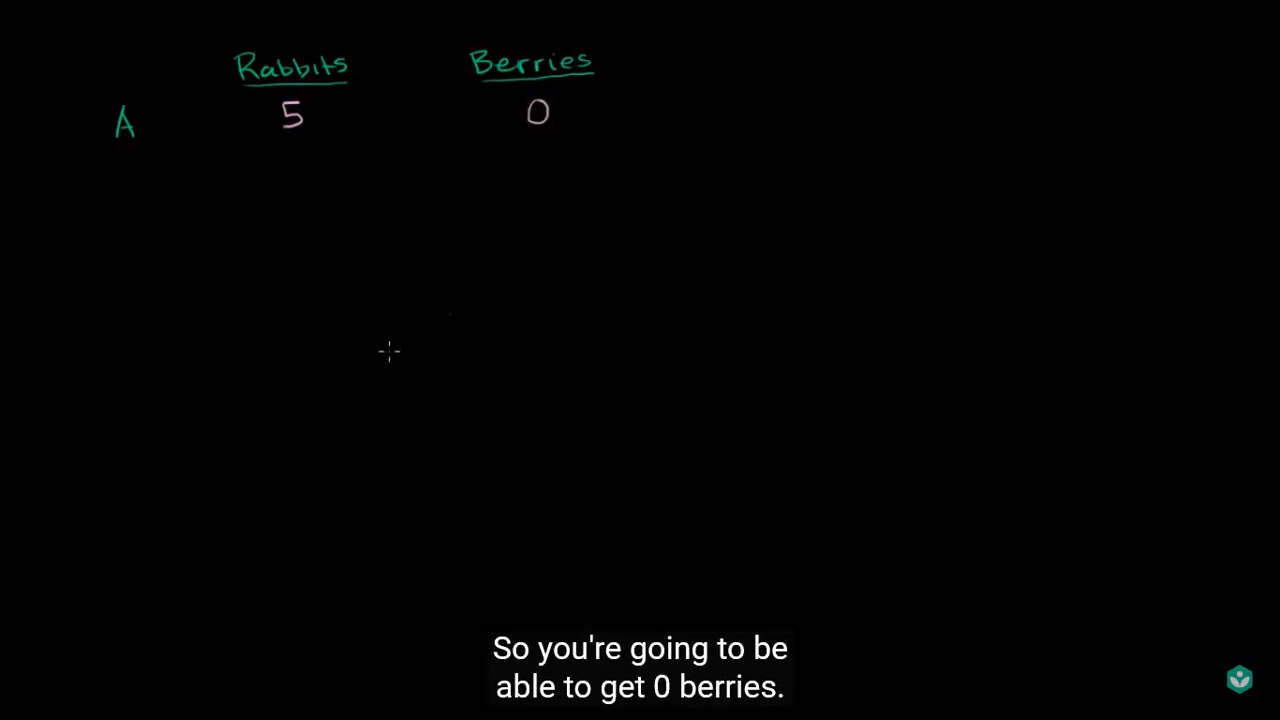 Rabbits Berries
A 5 0
So you're going to be
able to get 0 berries.